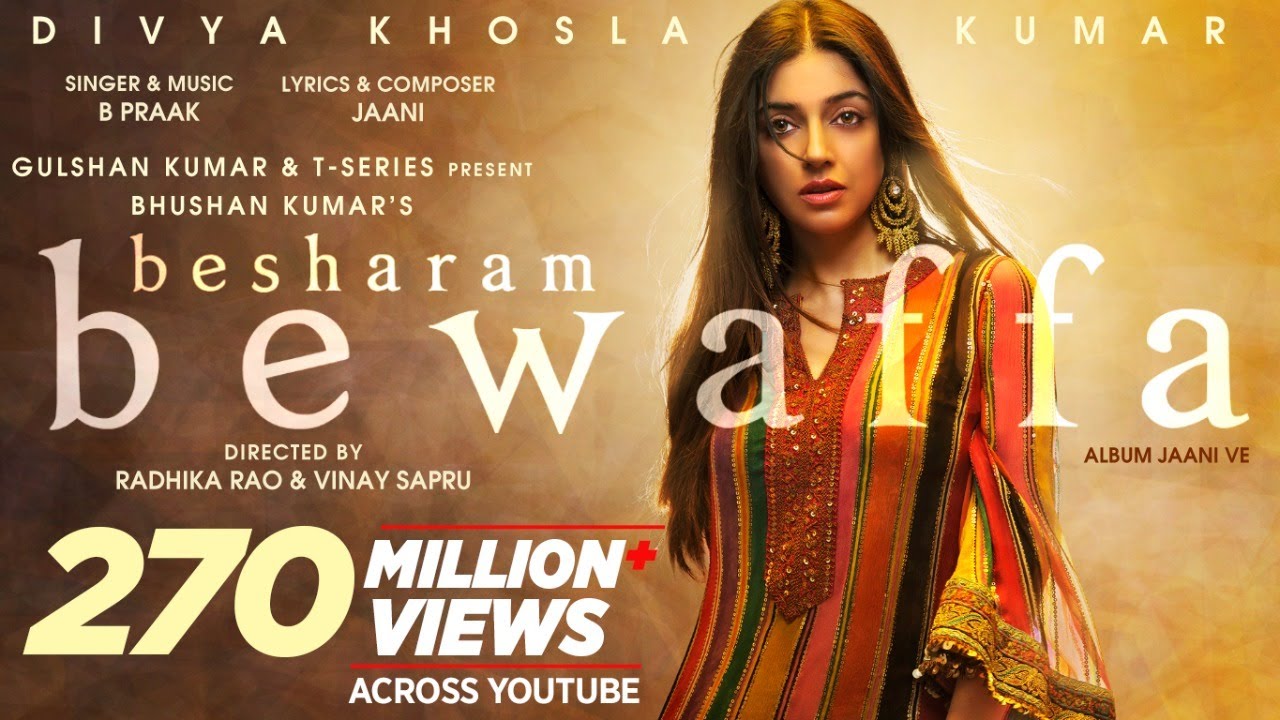 DIVYA KHOSLA KUMAR
SINGER & MUSIC
B PRAAK
LYRICS & COMPOSER
JAANI
GULSHAN KUMAR & T-SERIES PRESENT
BHUSHAN KUMAR'S
besharam
bewaffa
DIRECTED BY
RADHIKA RAO & VINAY SAPRU
ALBUM JAANI VE
270 MILLION+
VIEWS
ACROSS YOUTUBE